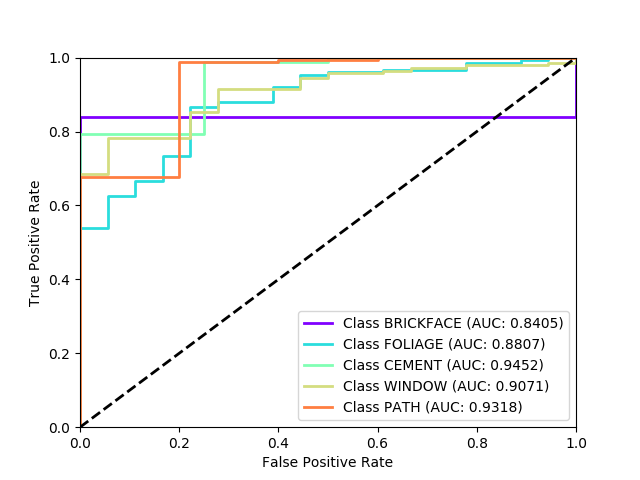 1.0
0.8
0.6
0.4
0.2
0.0
True Positive Rate
Class BRICKFACE (AUC: 0.8405)
Class FOLIAGE (AUC: 0.8807)
Class CEMENT (AUC: 0.9452)
Class WINDOW (AUC: 0.9071)
Class PATH (AUC: 0.9318)
0.0 0.2 0.4 0.6 0.8 1.0
False Positive Rate